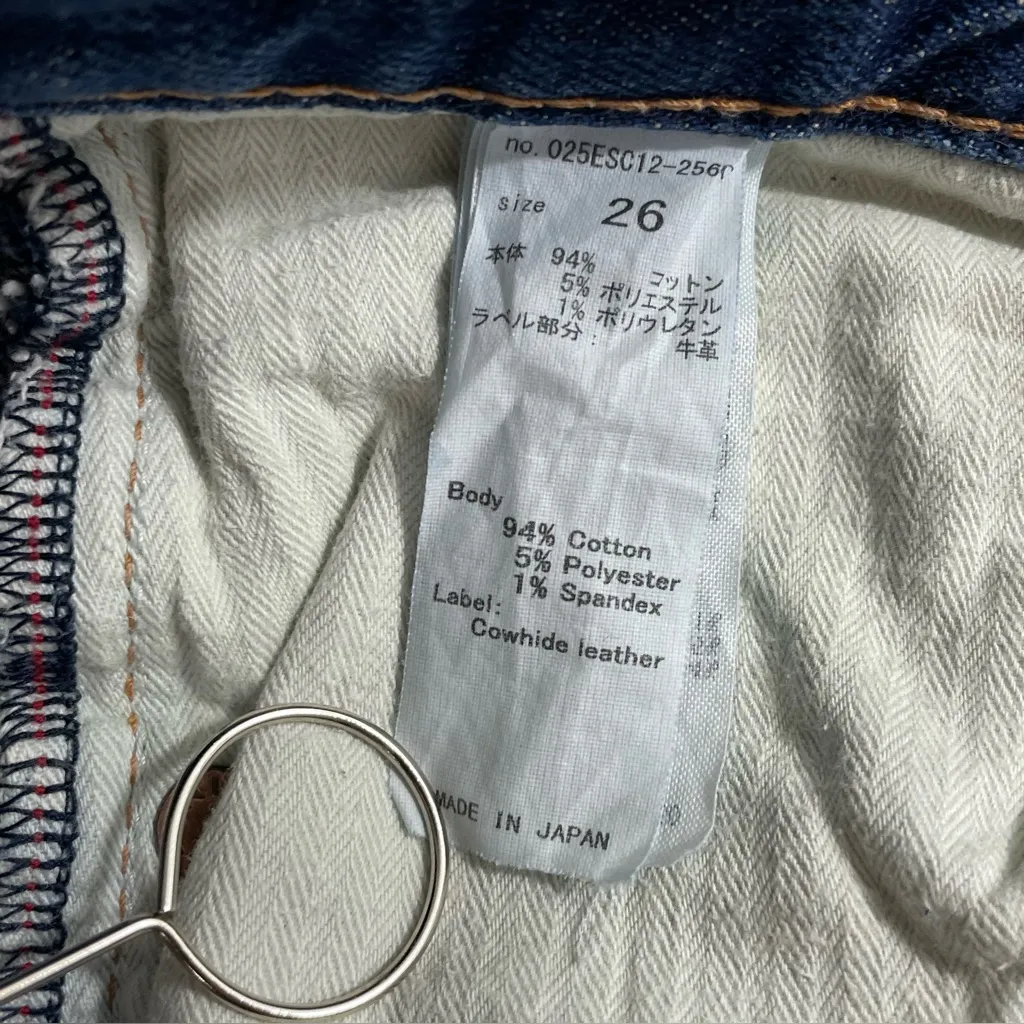 no. 025ESC12-2560
size 26
本体 94% コットン
5% ポリエステル
1% ポリウレタン
ラベル部分: 牛革
Body
94% Cotton
5% Polyester
1% Spandex
Label:
Cowhide leather
MADE IN JAPAN